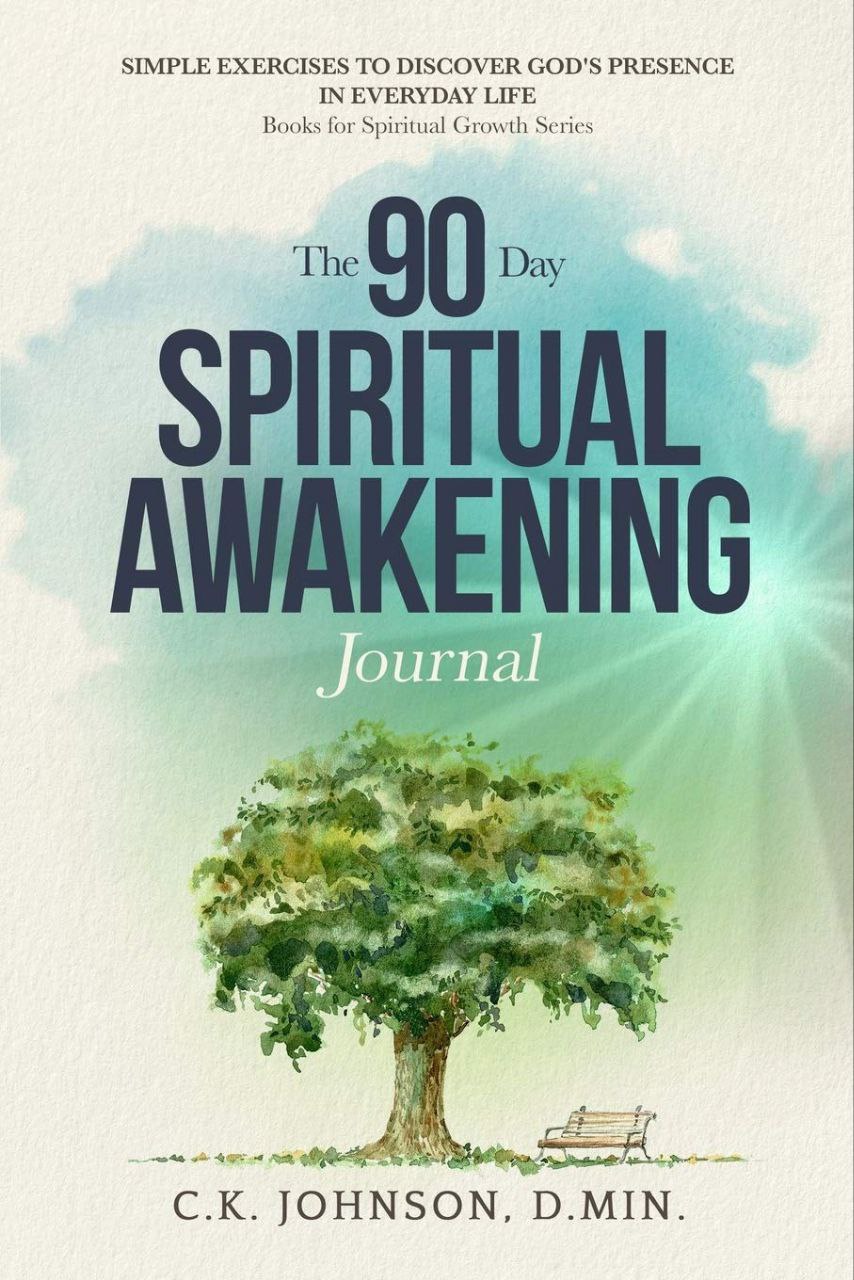 SIMPLE EXERCISES TO DISCOVER GOD'S PRESENCE
IN EVERYDAY LIFE
Books for Spiritual Growth Series
The 90 Day
SPIRITUAL
AWAKENING
Journal
C.K. JOHNSON, D.MIN.